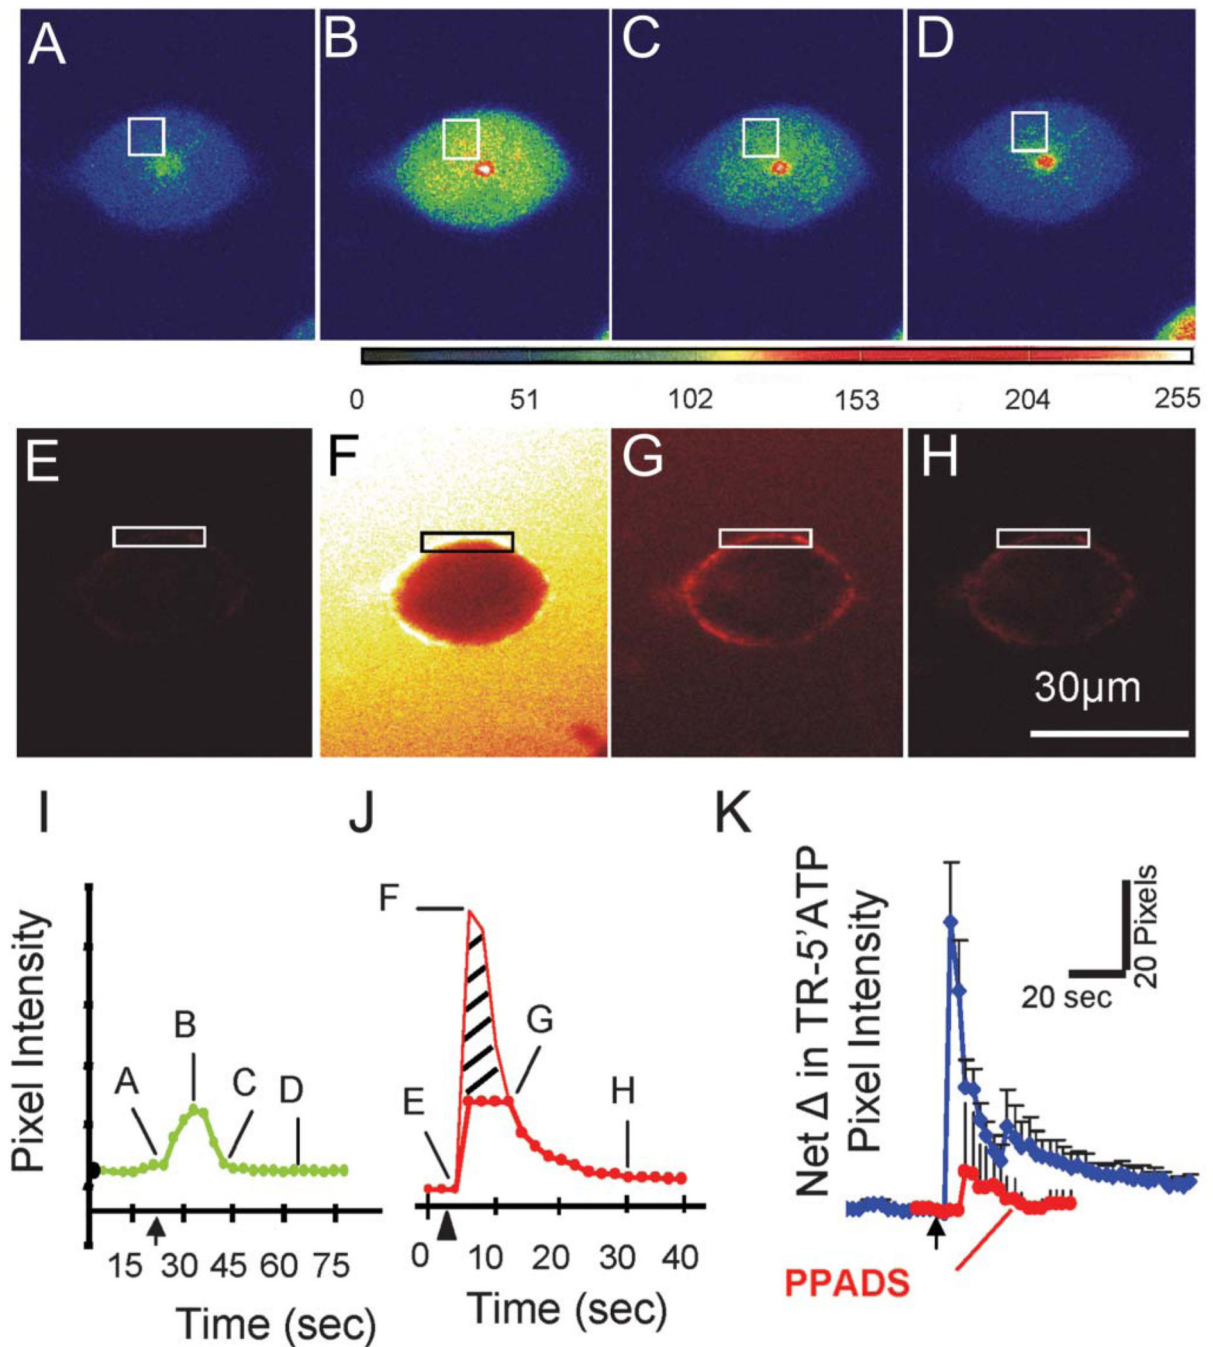 A B C D
0 51 102 153 204 255
E F G H
30µm
I J K
Pixel Intensity
A B C D
15 30 45 60 75
Time (sec)
F
E G H
0 10 20 30 40
Time (sec)
Net Δ in TR-5'ATP
Pixel Intensity
20 Pixels
20 sec
PPADS